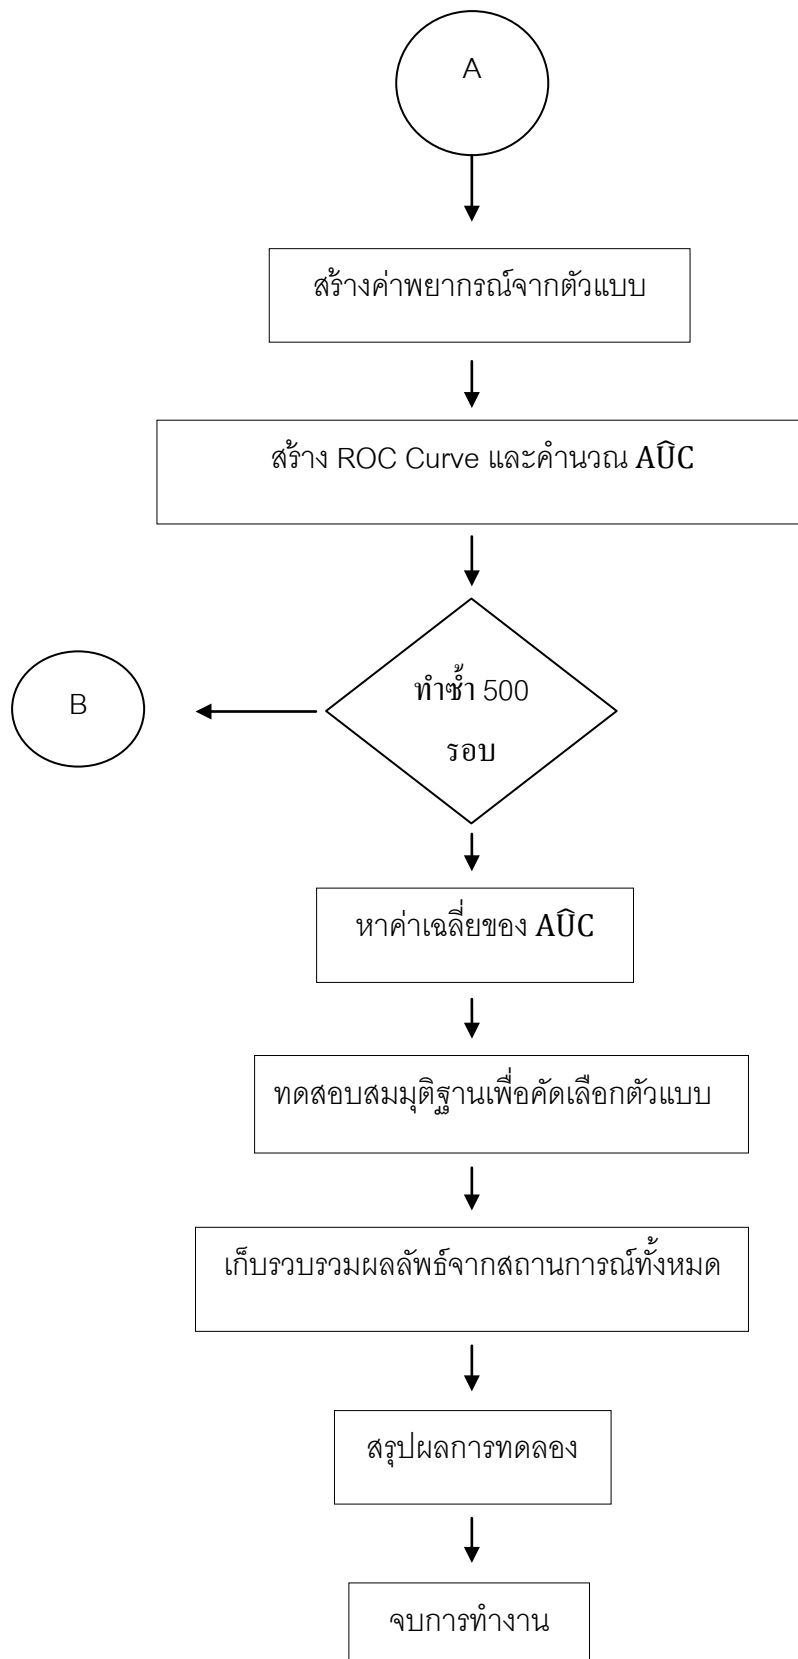 A
สร้างค่าพยากรณ์จากตัวแบบ
สร้าง ROC Curve และคำนวณ AÛC
ทำซ้ำ 500
รอบ
B
หาค่าเฉลี่ยของ AÛC
ทดสอบสมมุติฐานเพื่อคัดเลือกตัวแบบ
เก็บรวบรวมผลลัพธ์จากสถานการณ์ทั้งหมด
สรุปผลการทดลอง
จบการทำงาน